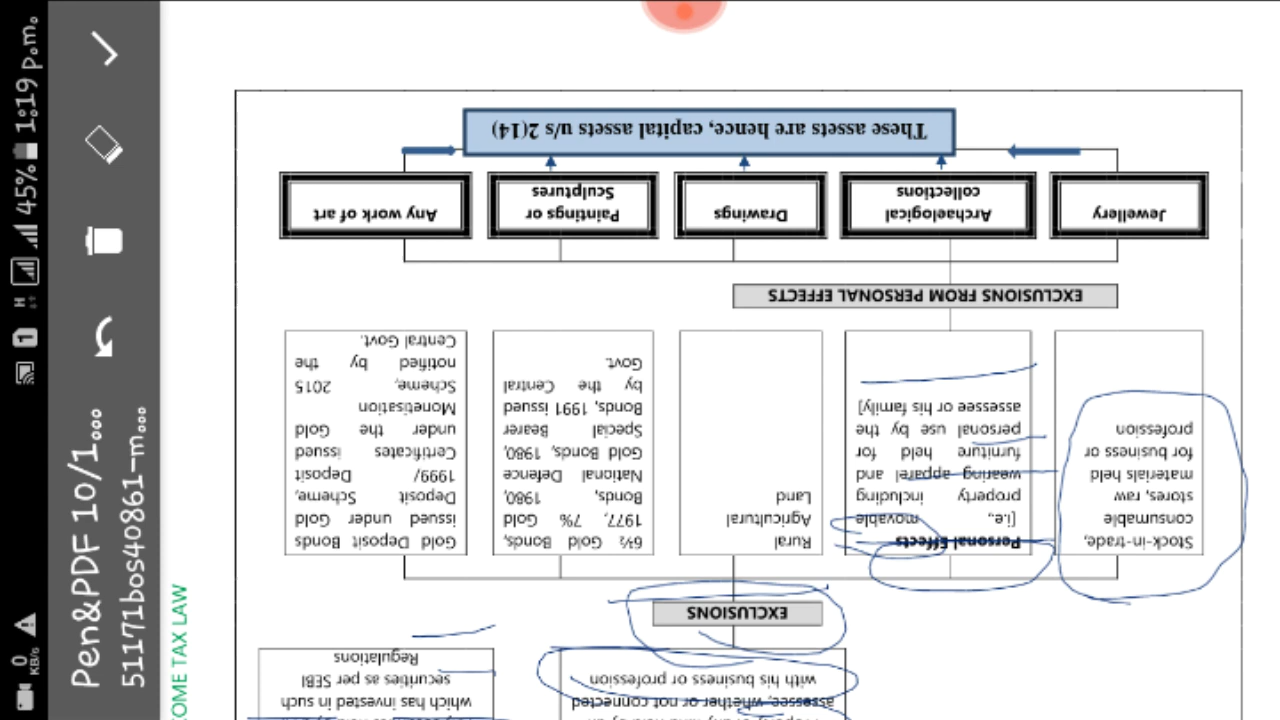 0
KB/s
1
H
45%
1:19 p.m.
Pen&PDF 10/1...
51171bos40861-m...
OME TAX LAW
assessee, whether or not connected
with his business or profession
which has invested in such
securities as per SEBI
Regulations
EXCLUSIONS
Stock-in-trade,
consumable
stores, raw
materials held
for business or
profession
Personal Effects
[i.e., movable
property including
wearing apparel and
furniture held for
personal use by the
assessee or his family]
Rural
Agricultural
Land
6½ Gold Bonds,
1977, 7% Gold
Bonds, 1980,
National Defence
Gold Bonds, 1980,
Special Bearer
Bonds, 1991 issued
by the Central
Govt.
Gold Deposit Bonds
issued under Gold
Deposit Scheme,
1999/ Deposit
Certificates issued
under the Gold
Monetisation
Scheme, 2015
notified by the
Central Govt.
EXCLUSIONS FROM PERSONAL EFFECTS
Jewellery
Archaelogical
collections
Drawings
Paintings or
Sculptures
Any work of art
These assets are hence, capital assets u/s 2(14)